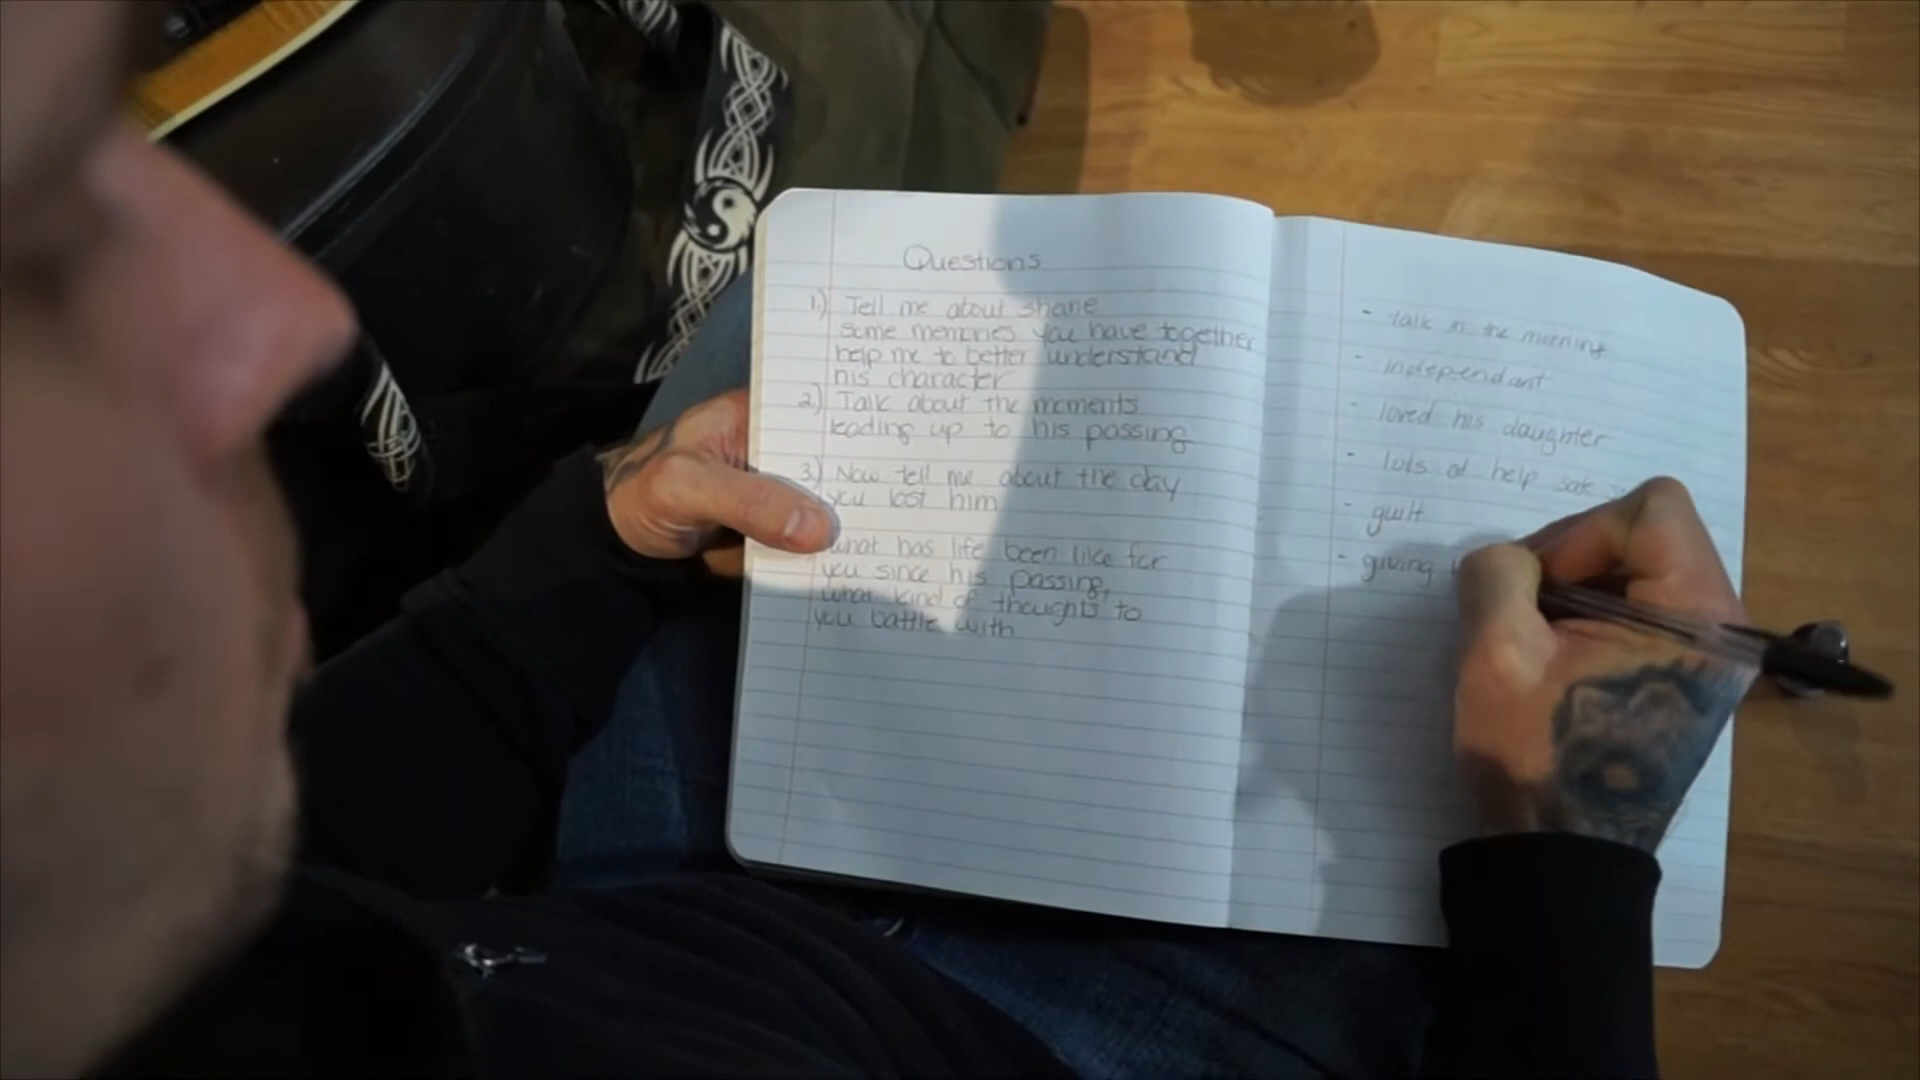 Questions
1.) Tell me about shane
some memories you have together
help me to better understand
his character
2.) Talk about the moments
leading up to his passing
3.) Now tell me about the day
you lost him
what has life been like for
you since his passing,
what kind of thoughts to
you battle with
- talk in the morning
- independant
- loved his daughter
- lots of help
- guilt
- giving